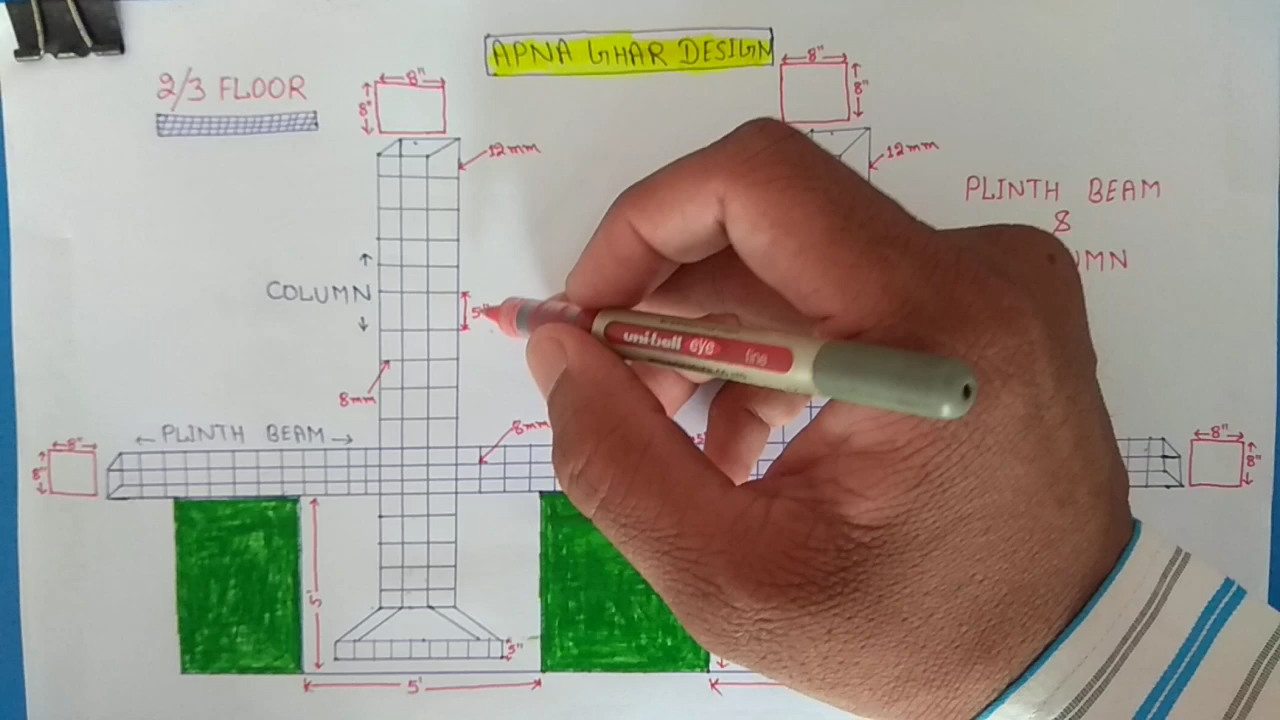 APNA GHAR DESIGN
2/3 FLOOR
8"
8"
8"
8"
12mm
12mm
PLINTH BEAM
&
COLUMN
5"
8mm
8mm
PLINTH BEAM
8"
8"
8"
8"
5'
5"
5'
uniball eye
fine